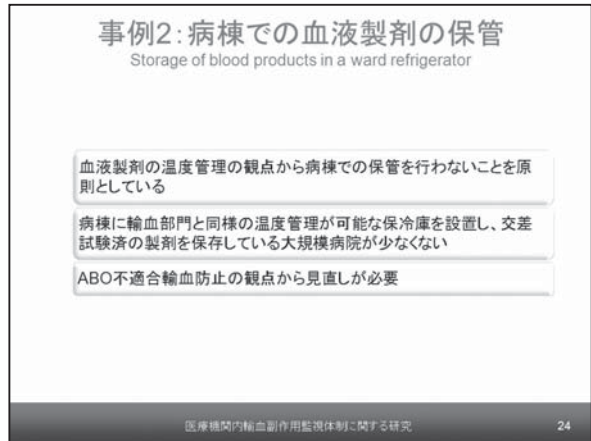 事例2：病棟での血液製剤の保管
Storage of blood products in a ward refrigerator
血液製剤の温度管理の観点から病棟での保管を行わないことを原
則としている
病棟に輸血部門と同様の温度管理が可能な保冷庫を設置し、交差
試験済の製剤を保存している大規模病院が少なくない
ABO不適合輸血防止の観点から見直しが必要
医療機関内輸血副作用監視体制に関する研究
24